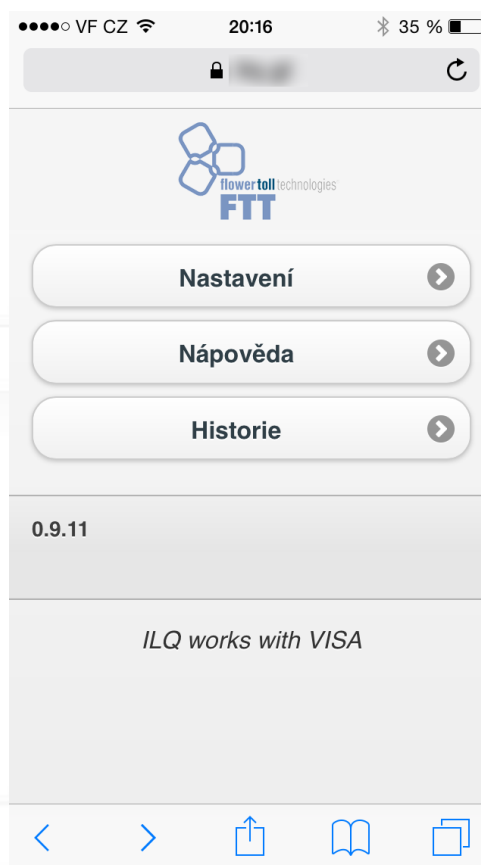 VF CZ
20:16
35 %
flowertoll technologies
FTT
Nastavení
Nápověda
Historie
0.9.11
ILQ works with VISA